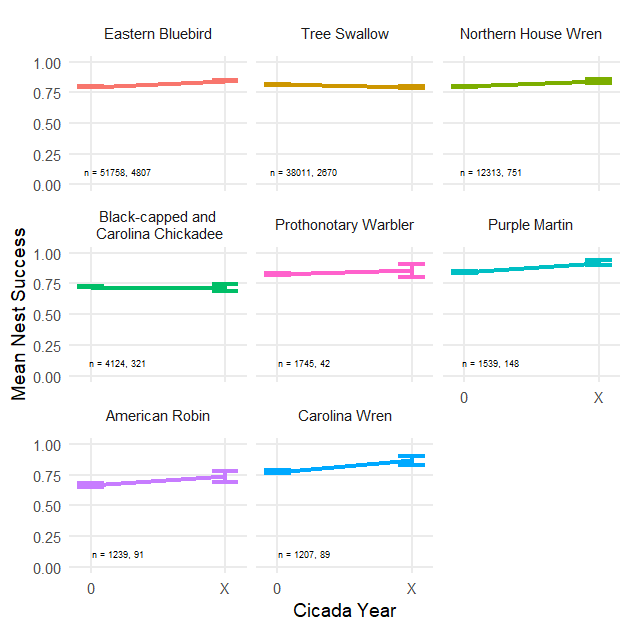 Eastern Bluebird
Tree Swallow
Northern House Wren
1.00
0.75
0.50
0.25
0.00
n = 51758, 4807
n = 38011, 2670
n = 12313, 751
Black-capped and
Carolina Chickadee
Prothonotary Warbler
Purple Martin
1.00
0.75
0.50
0.25
0.00
n = 4124, 321
n = 1745, 42
n = 1539, 148
0
X
American Robin
Carolina Wren
1.00
0.75
0.50
0.25
0.00
n = 1239, 91
n = 1207, 89
0
X
0
X
Mean Nest Success
Cicada Year